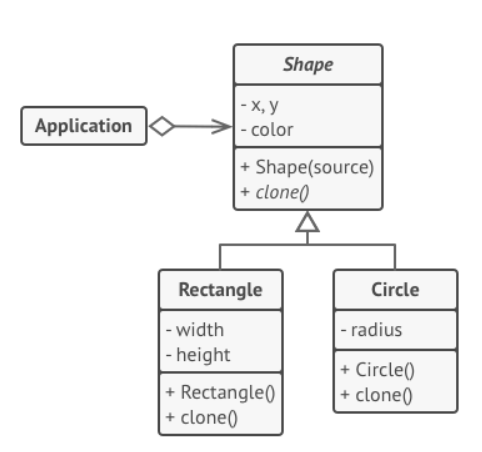 Shape
- x, y
- color
+ Shape(source)
+ clone()
Application
Rectangle
- width
- height
+ Rectangle()
+ clone()
Circle
- radius
+ Circle()
+ clone()